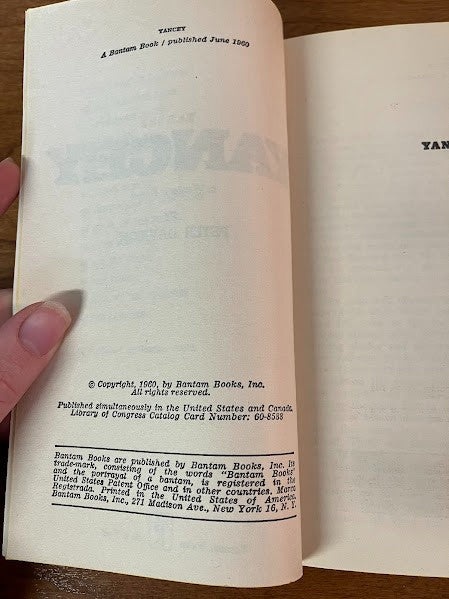 YANCEY
A Bantam Book / published June 1960
© Copyright, 1960, by Bantam Books, Inc.
All rights reserved.
Published simultaneously in the United States and Canada.
Library of Congress Catalog Card Number: 60-8533
Bantam Books are published by Bantam Books, Inc. Its
trade-mark, consisting of the words "Bantam Books"
and the portrayal of a bantam, is registered in the
United States Patent Office and in other countries. Marca
Registrada. Printed in the United States of America.
Bantam Books, Inc., 271 Madison Ave., New York 16, N. Y.
YAN